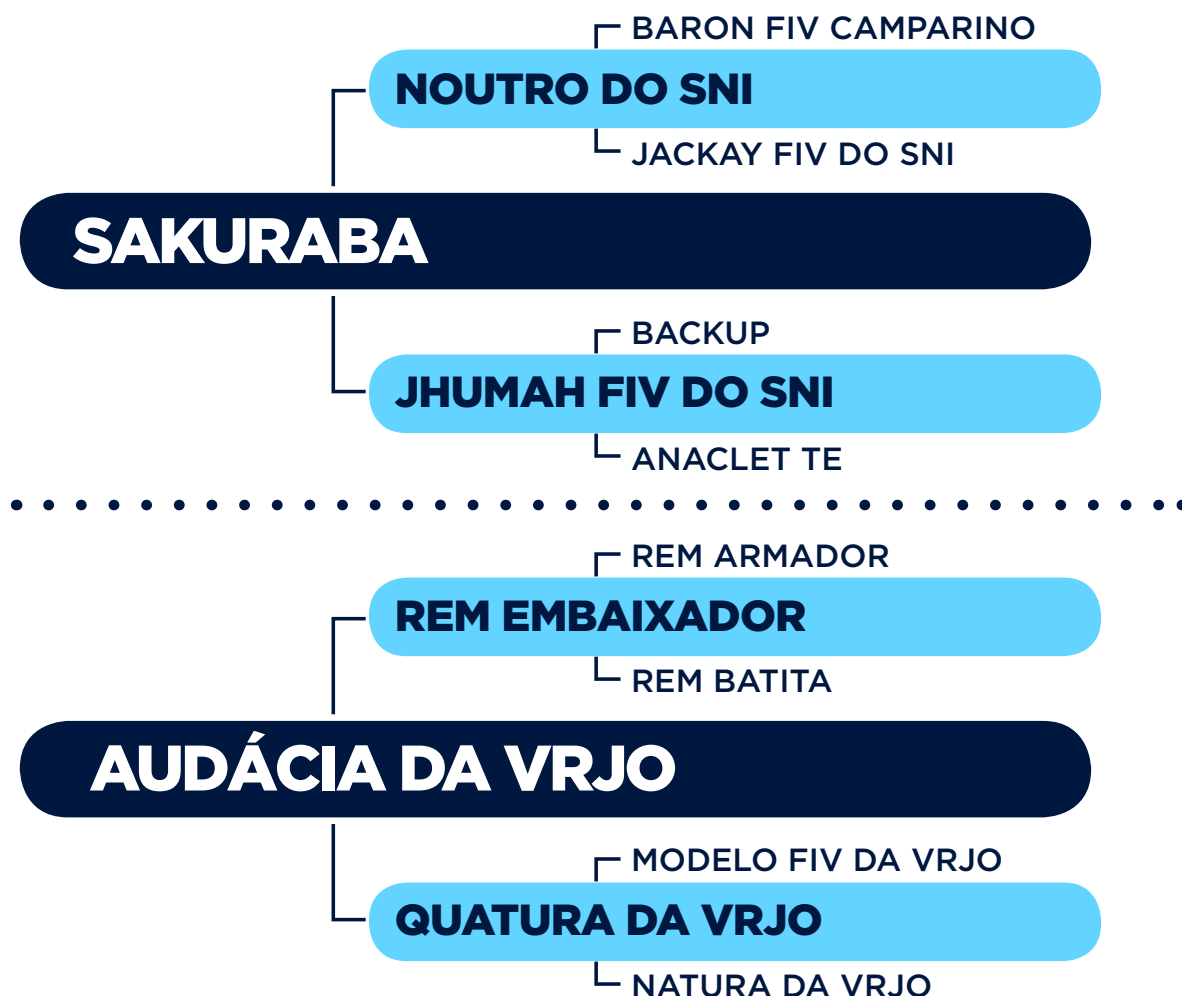 BARON FIV CAMPARINO
NOUTRO DO SNI
JACKAY FIV DO SNI
SAKURABA
BACKUP
JHUMAH FIV DO SNI
ANACLET TE
REM ARMADOR
REM EMBAIXADOR
REM BATITA
AUDÁCIA DA VRJO
MODELO FIV DA VRJO
QUATURA DA VRJO
NATURA DA VRJO